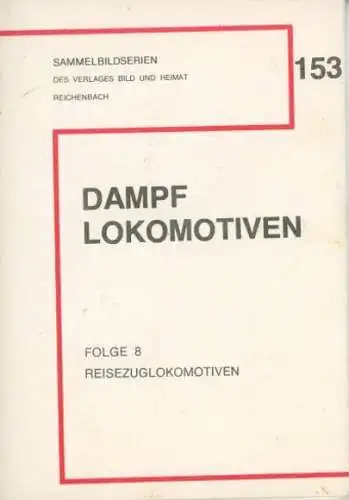 SAMMELBILDSERIEN
DES VERLAGES BILD UND HEIMAT
REICHENBACH
153
DAMPF
LOKOMOTIVEN
FOLGE 8
REISEZUGLOKOMOTIVEN